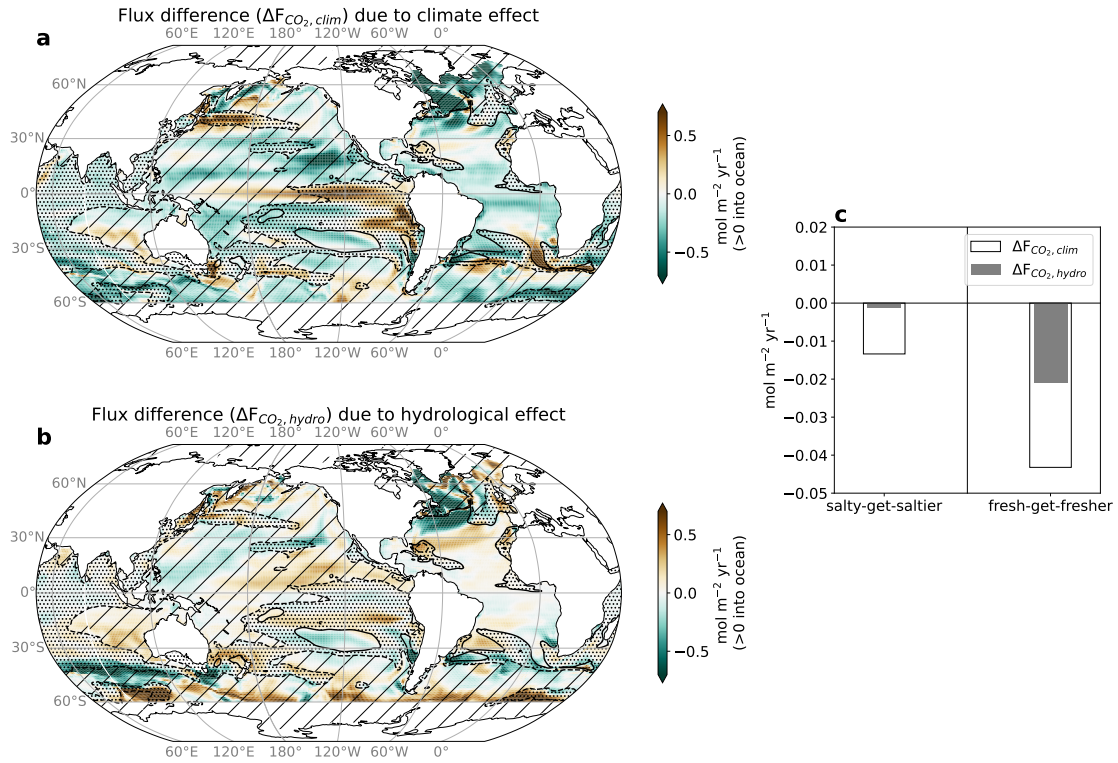 Flux difference (ΔF_CO₂,clim) due to climate effect
a
60°E 120°E 180° 120°W 60°W 0°
60°N
30°N
0°
30°S
60°S
60°E 120°E 180° 120°W 60°W 0°
0.5
0.0
−0.5
mol m⁻² yr⁻¹
(>0 into ocean)
Flux difference (ΔF_CO₂,hydro) due to hydrological effect
b
60°E 120°E 180° 120°W 60°W 0°
60°N
30°N
0°
30°S
60°S
60°E 120°E 180° 120°W 60°W 0°
0.5
0.0
−0.5
mol m⁻² yr⁻¹
(>0 into ocean)
c
ΔF_CO₂,clim
ΔF_CO₂,hydro
0.02
0.01
0.00
−0.01
−0.02
−0.03
−0.04
−0.05
mol m⁻² yr⁻¹
salty-get-saltier fresh-get-fresher